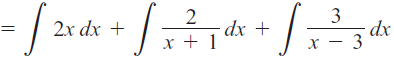 = ∫ 2x dx + ∫ 2/(x + 1) dx + ∫ 3/(x − 3) dx